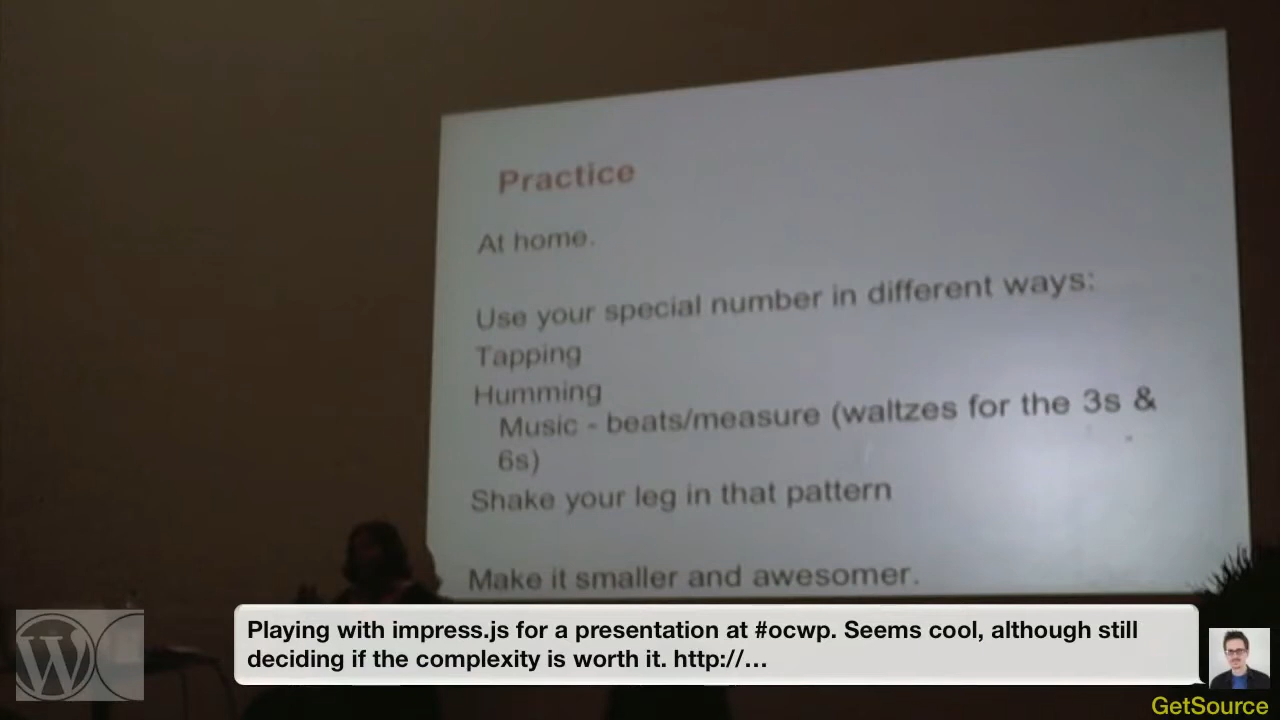 Practice
At home.
Use your special number in different ways:
Tapping
Humming
Music - beats/measure (waltzes for the 3s &
6s)
Shake your leg in that pattern
Make it smaller and awesomer.
Playing with impress.js for a presentation at #ocwp. Seems cool, although still
deciding if the complexity is worth it. http://…
GetSource